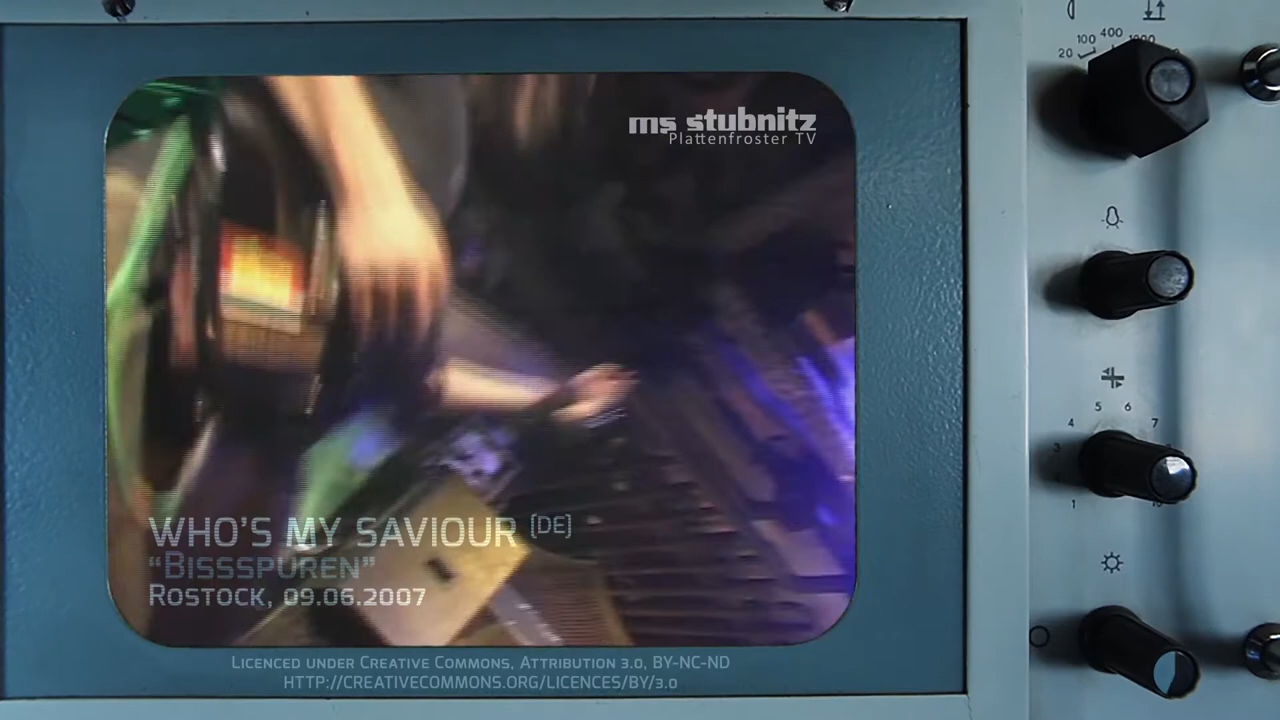 20 100 400 1000
ms stubnitz
Plattenfroster TV
5 6
4 7
3
1 10
WHO'S MY SAVIOUR [DE]
"BISSSPUREN"
ROSTOCK, 09.06.2007
LICENCED UNDER CREATIVE COMMONS, ATTRIBUTION 3.0, BY-NC-ND
HTTP://CREATIVECOMMONS.ORG/LICENCES/BY/3.0